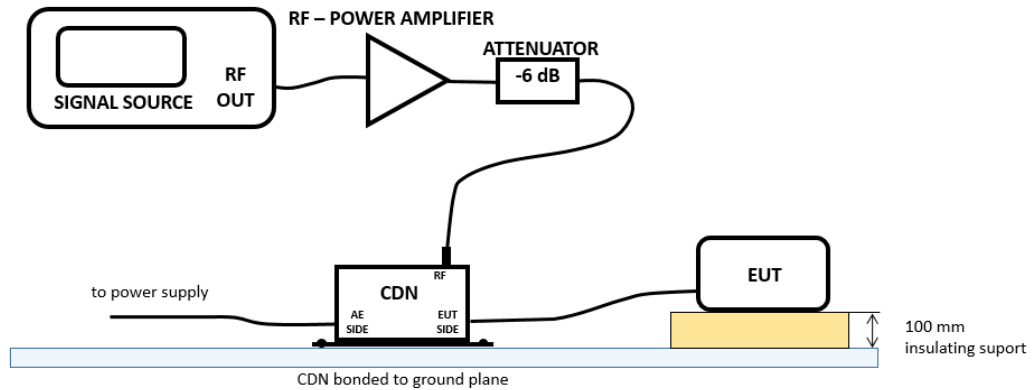 RF – POWER AMPLIFIER
ATTENUATOR
-6 dB
RF
OUT
SIGNAL SOURCE
RF
CDN
AE
SIDE
EUT
SIDE
to power supply
EUT
100 mm
insulating suport
CDN bonded to ground plane